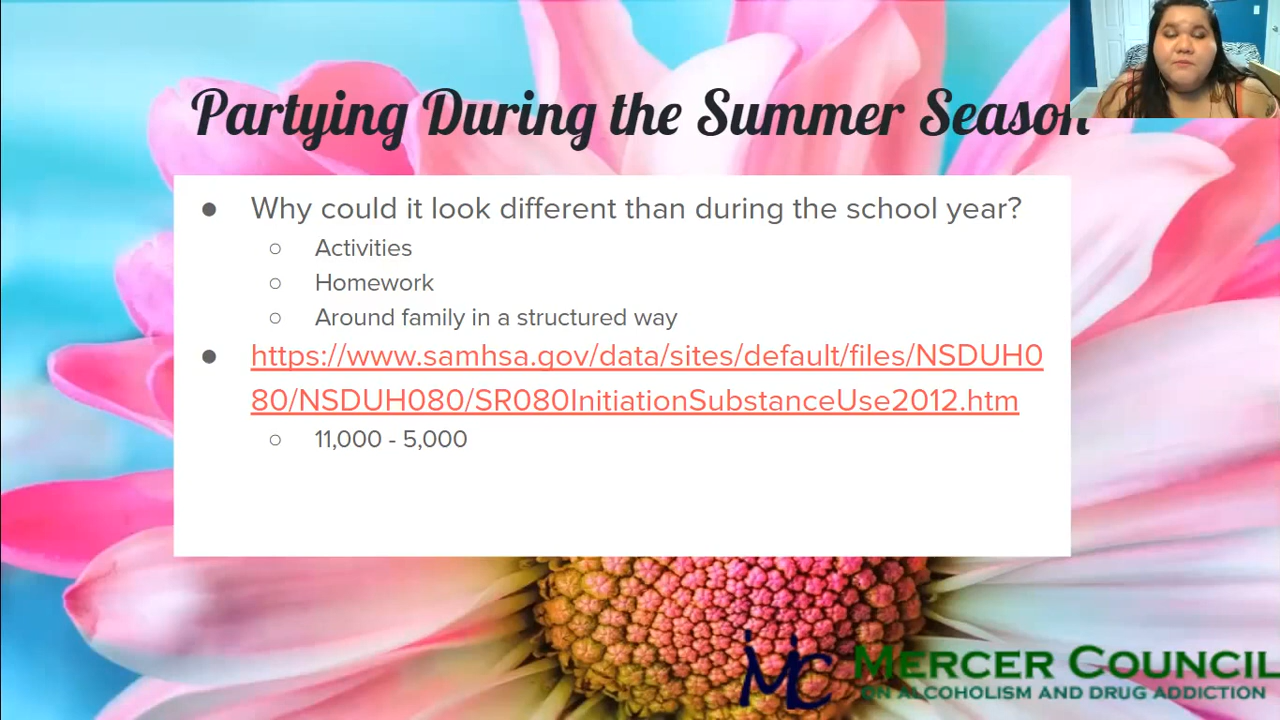 Partying During the Summer Season
● Why could it look different than during the school year?
○ Activities
○ Homework
○ Around family in a structured way
● https://www.samhsa.gov/data/sites/default/files/NSDUH0
80/NSDUH080/SR080InitiationSubstanceUse2012.htm
○ 11,000 - 5,000
MC MERCER COUNCIL
ON ALCOHOLISM AND DRUG ADDICTION